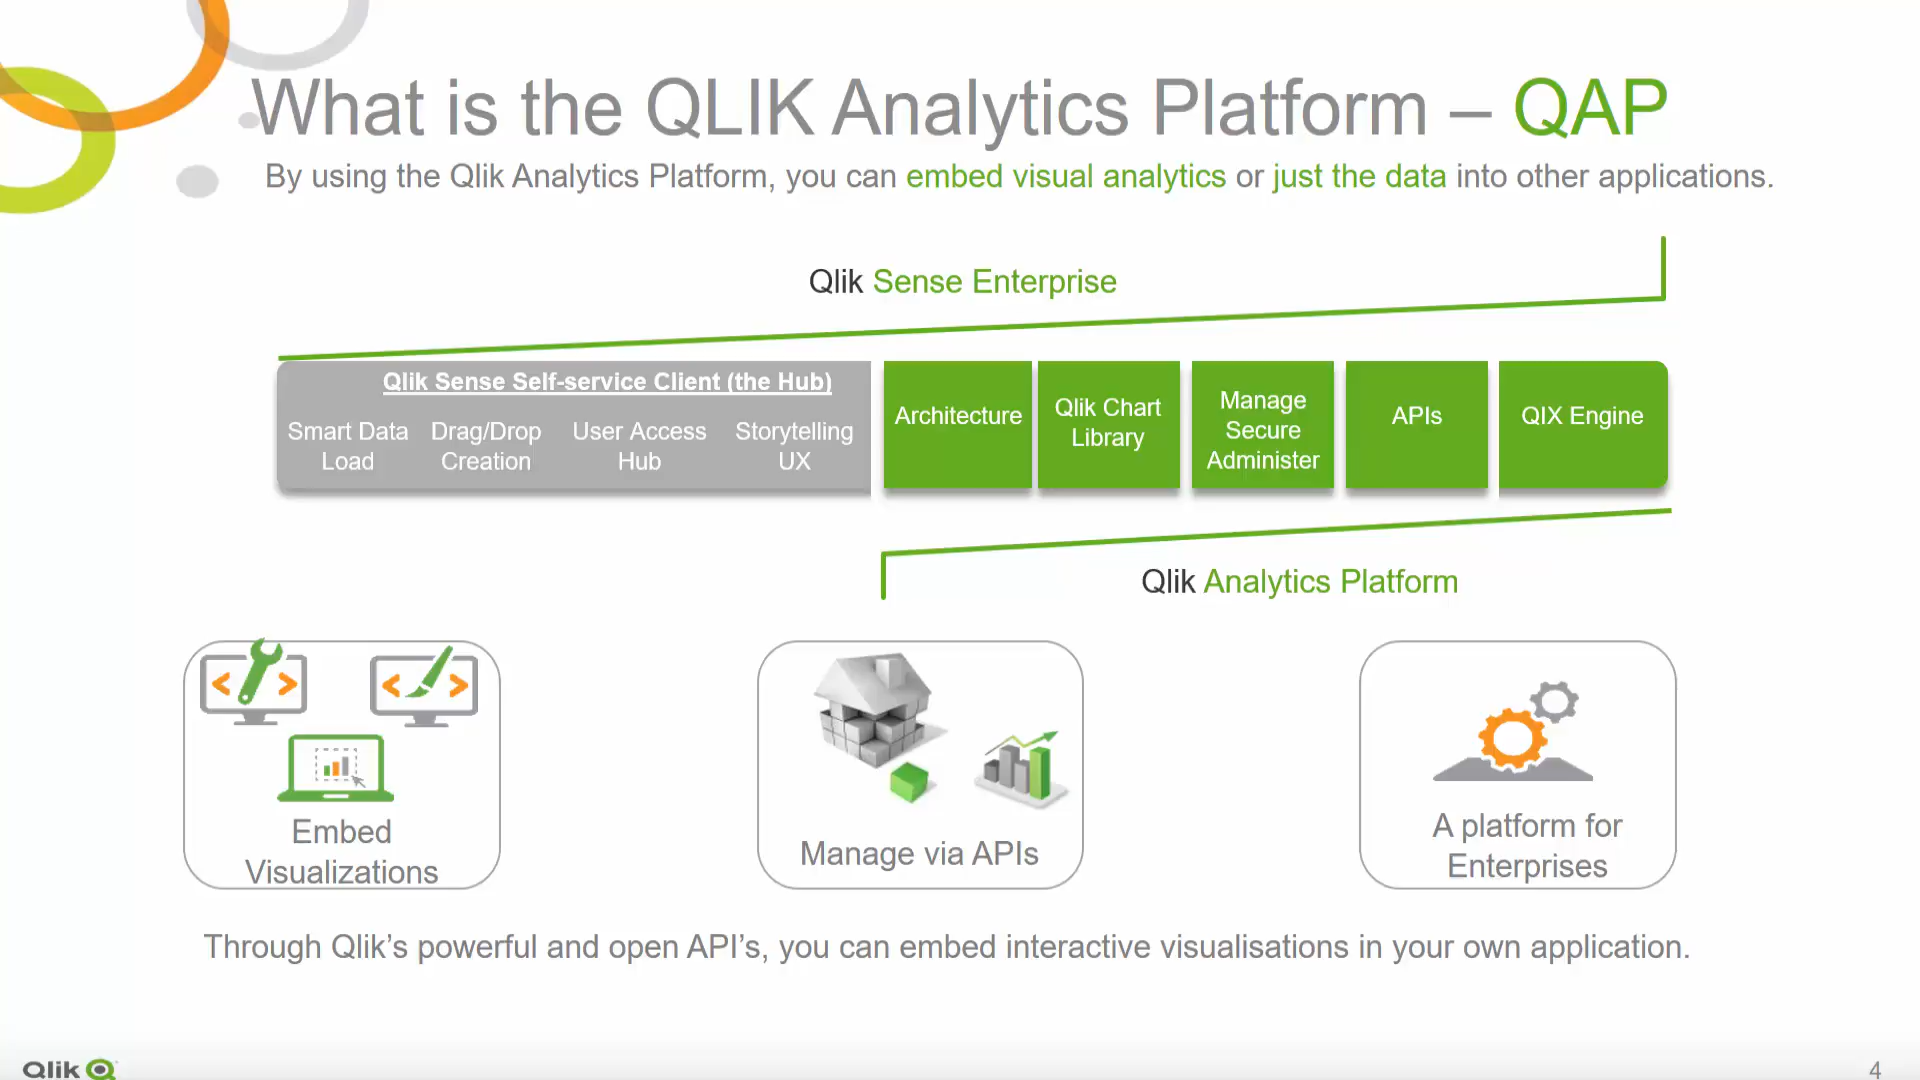 What is the QLIK Analytics Platform – QAP
By using the Qlik Analytics Platform, you can embed visual analytics or just the data into other applications.
Qlik Sense Enterprise
Qlik Sense Self-service Client (the Hub)
Smart Data
Load
Drag/Drop
Creation
User Access
Hub
Storytelling
UX
Architecture
Qlik Chart
Library
Manage
Secure
Administer
APIs
QIX Engine
Qlik Analytics Platform
Embed
Visualizations
Manage via APIs
A platform for
Enterprises
Through Qlik’s powerful and open API’s, you can embed interactive visualisations in your own application.
Qlik
4